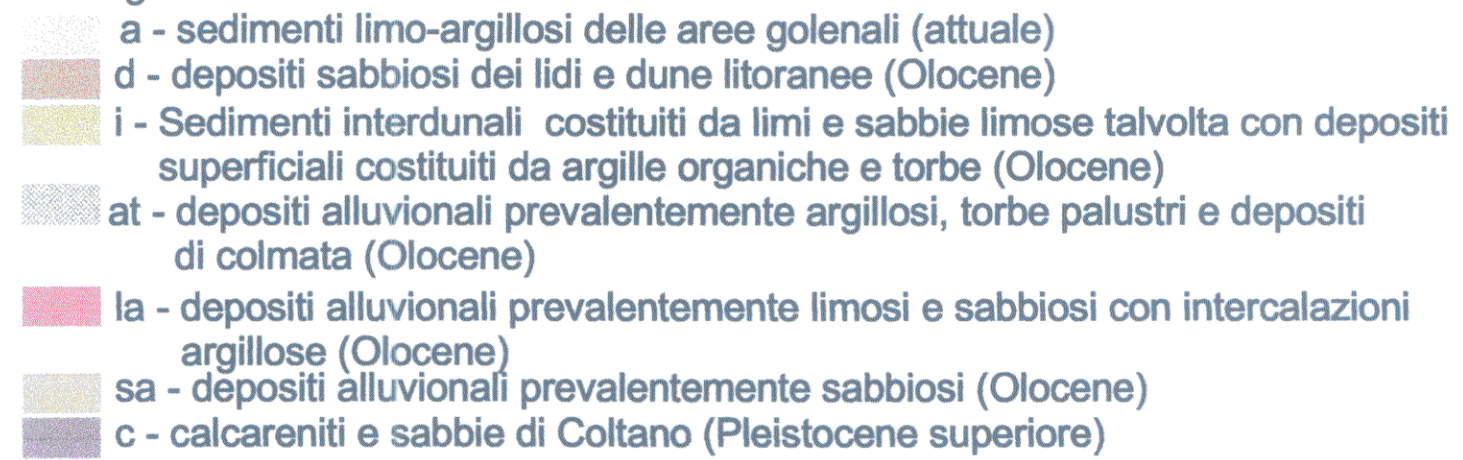 a - sedimenti limo-argillosi delle aree golenali (attuale)
d - depositi sabbiosi dei lidi e dune litoranee (Olocene)
i - Sedimenti interdunali costituiti da limi e sabbie limose talvolta con depositi
superficiali costituiti da argille organiche e torbe (Olocene)
at - depositi alluvionali prevalentemente argillosi, torbe palustri e depositi
di colmata (Olocene)
la - depositi alluvionali prevalentemente limosi e sabbiosi con intercalazioni
argillose (Olocene)
sa - depositi alluvionali prevalentemente sabbiosi (Olocene)
c - calcareniti e sabbie di Coltano (Pleistocene superiore)